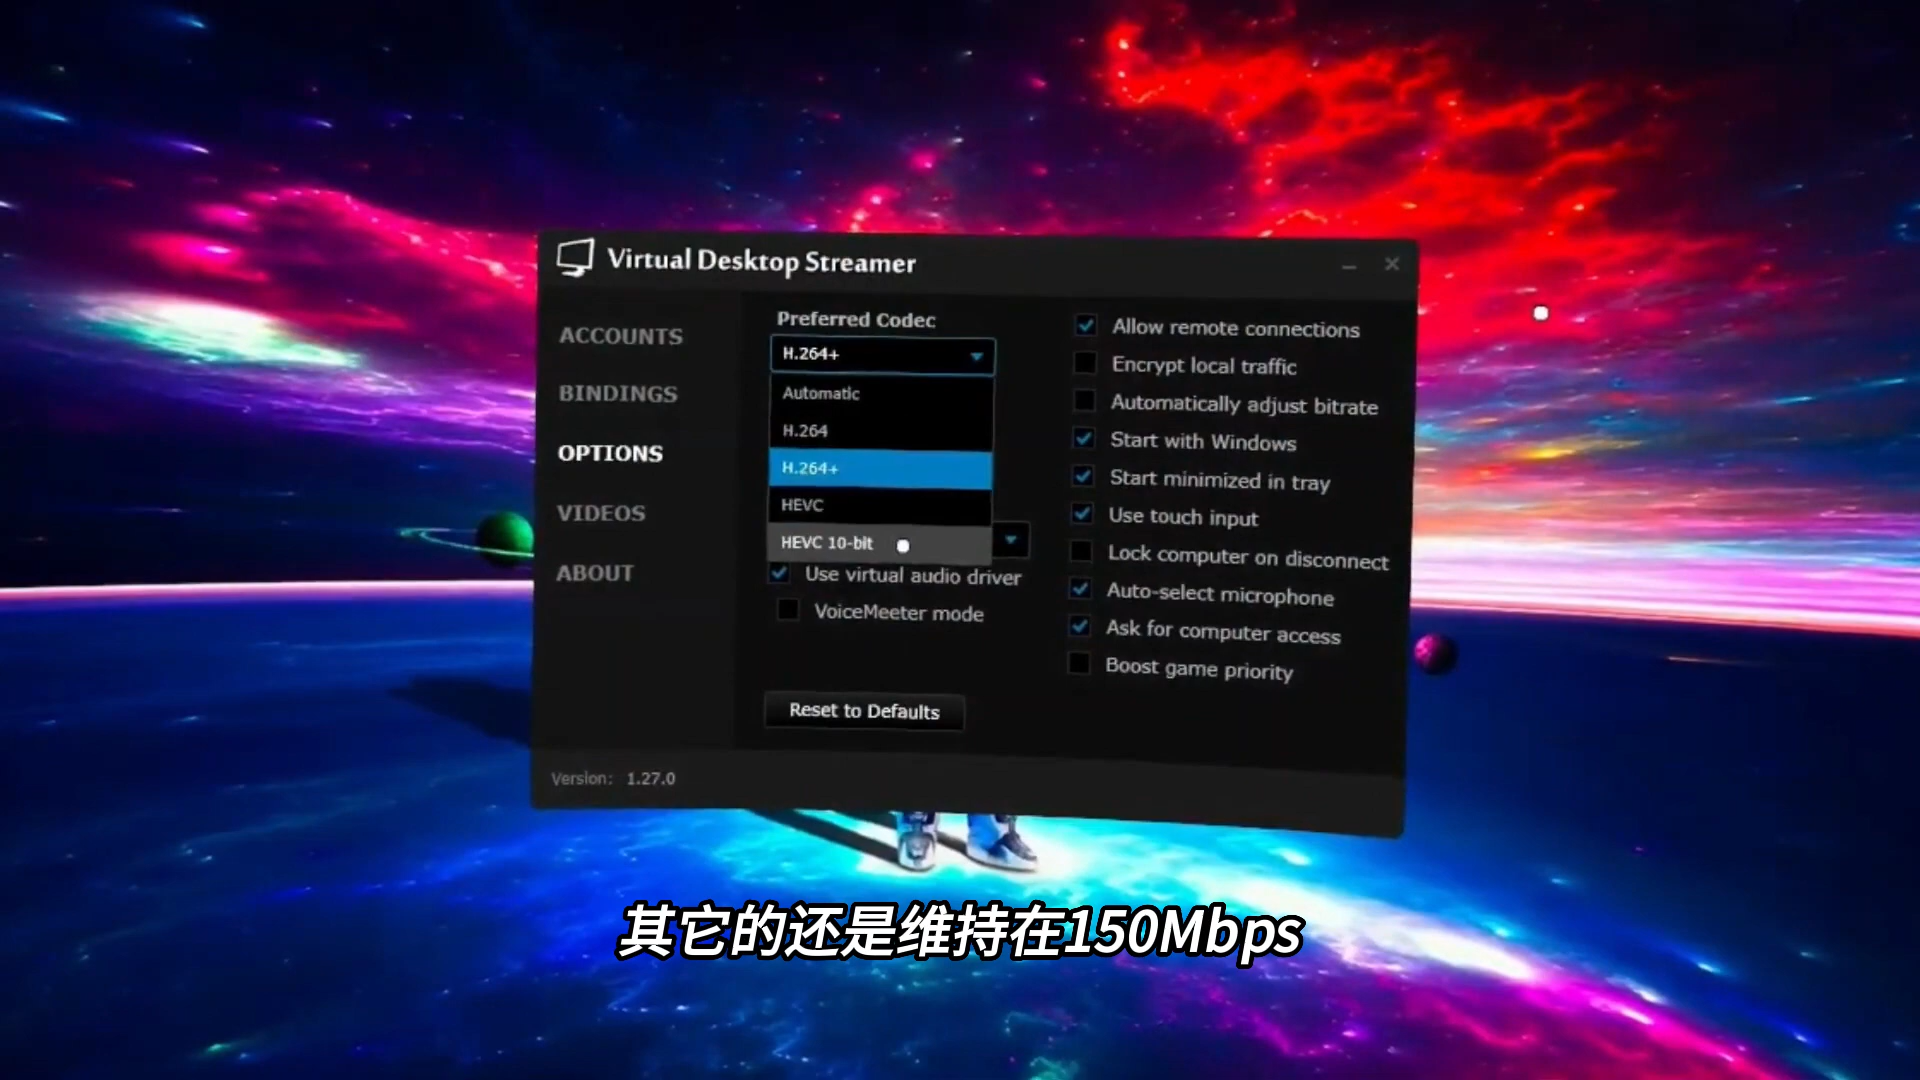 Virtual Desktop Streamer
ACCOUNTS
BINDINGS
OPTIONS
VIDEOS
ABOUT
Preferred Codec
H.264+
Automatic
H.264
H.264+
HEVC
HEVC 10-bit
Use virtual audio driver
VoiceMeeter mode
Reset to Defaults
Allow remote connections
Encrypt local traffic
Automatically adjust bitrate
Start with Windows
Start minimized in tray
Use touch input
Lock computer on disconnect
Auto-select microphone
Ask for computer access
Boost game priority
Version: 1.27.0
其它的还是维持在150Mbps